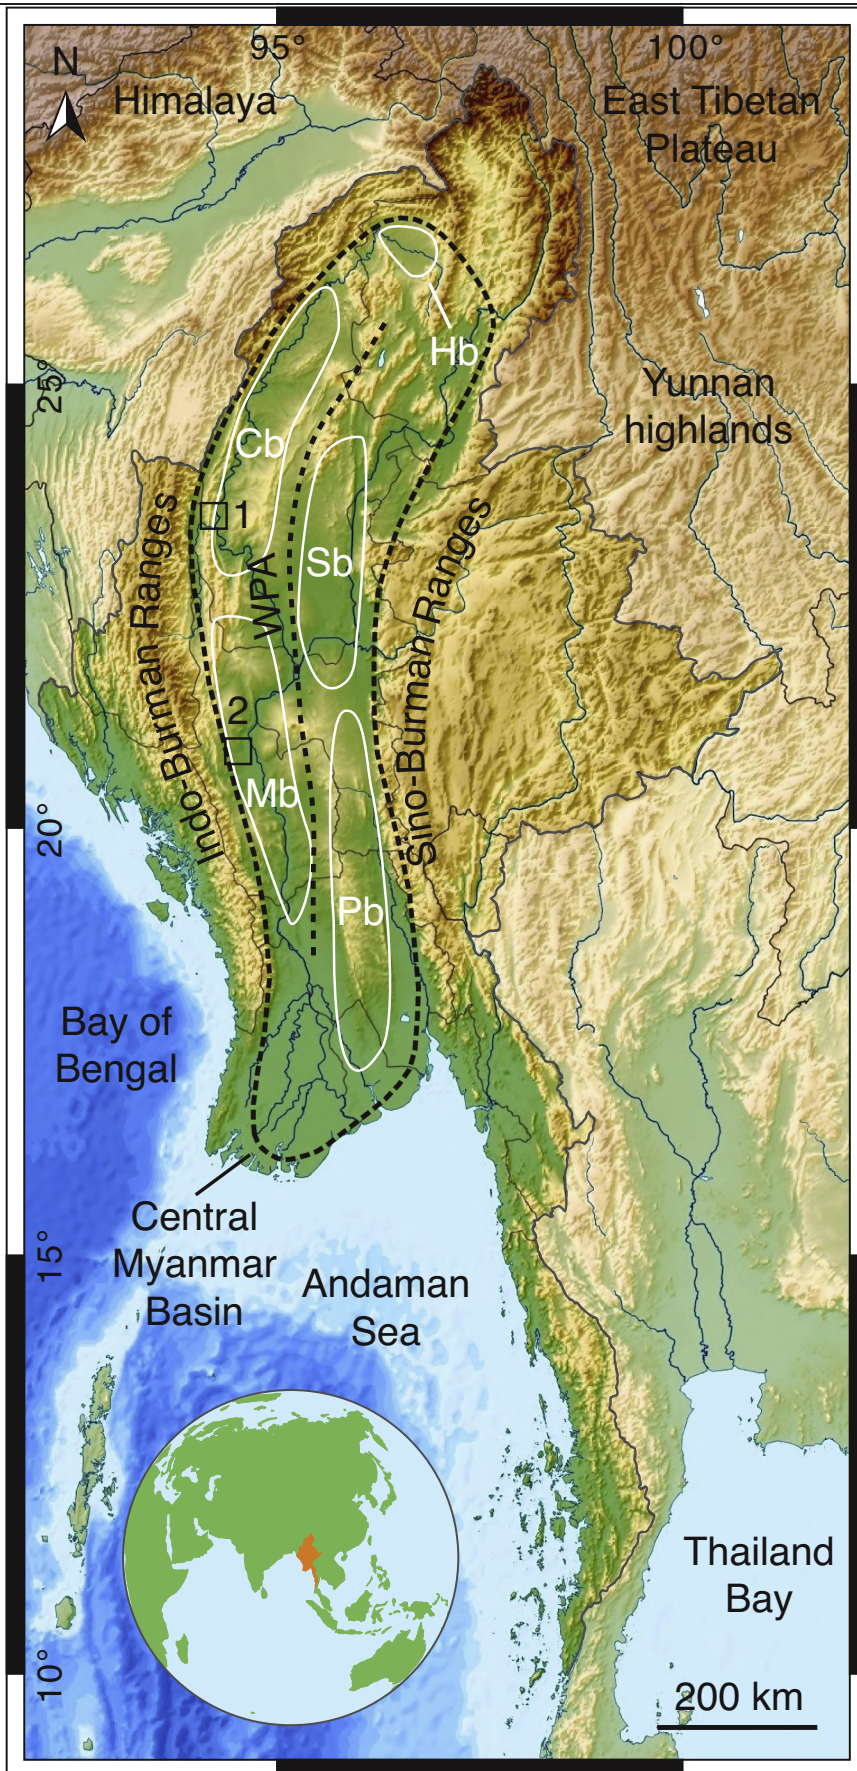 95°
100°
N
Himalaya
East Tibetan
Plateau
Hb
25°
Yunnan
highlands
Cb
1
Sb
WPA
Indo-Burman Ranges
Sino-Burman Ranges
2
Mb
20°
Pb
Bay of
Bengal
Central
Myanmar
Basin
15°
Andaman
Sea
Thailand
Bay
10°
200 km